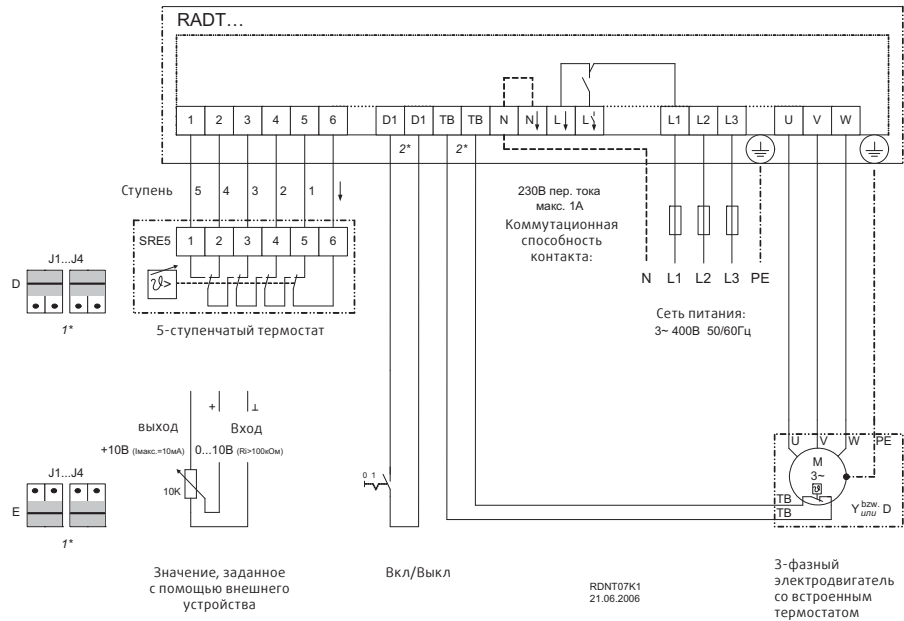 RADT…
1 2 3 4 5 6 D1 D1 TB TB N N L L L1 L2 L3 U V W
2* 2*
Ступень 5 4 3 2 1
230В пер. тока
макс. 1А
Коммутационная
способность
контакта:
SRE5 1 2 3 4 5 6
J1...J4
D
ϑ>
1*
5-ступенчатый термостат
N L1 L2 L3 PE
Сеть питания:
3~ 400В 50/60Гц
+ ⊥
выход Вход
+10В (Iмакс.=10мА) 0...10В (Ri>100кОм)
J1...J4
E
10K
1*
0 1
U V W PE
M
3~
ϑ
TB
TB
Y bzw. или D
Значение, заданное
с помощью внешнего
устройства
Вкл/Выкл
RDNT07K1
21.06.2006
3-фазный
электродвигатель
со встроенным
термостатом